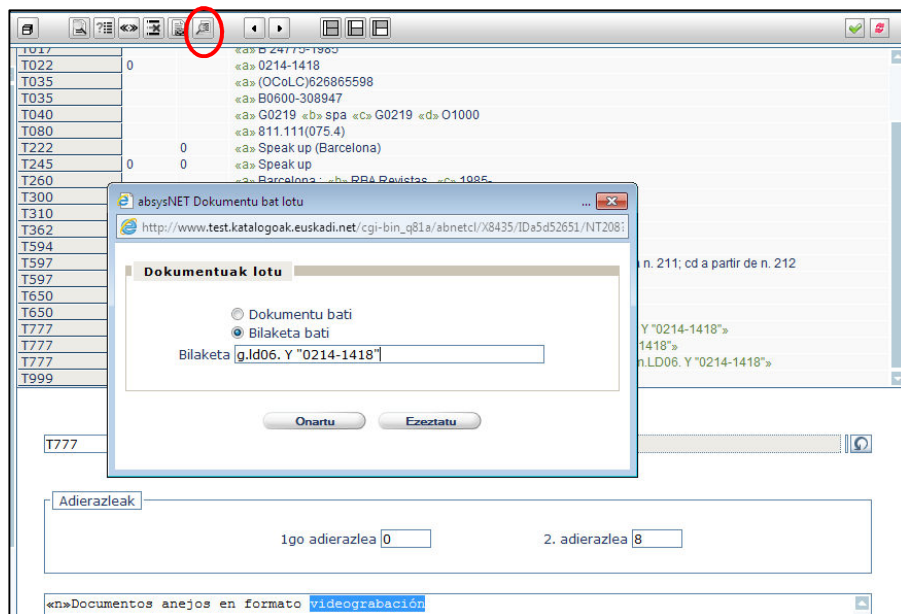 T017 «a» B 24775-1985
T022 0 «a» 0214-1418
T035 «a» (OCoLC)626865598
T035 «a» B0600-308947
T040 «a» G0219 «b» spa «c» G0219 «d» O1000
T080 «a» 811.111(075.4)
T222 0 «a» Speak up (Barcelona)
T245 0 0 «a» Speak up
T260 «a» Barcelona : «b» RBA Revistas, «c» 1985-
T300
T310
T362
T594
T597 n. 211; cd a partir de n. 212
T597
T650
T650
T777 Y "0214-1418"»
T777 1418"»
T777 n.LD06. Y "0214-1418"»
T999
absysNET Dokumentu bat lotu ...
http://www.test.katalogoak.euskadi.net/cgi-bin_q81a/abnetcl/X8435/IDa5d52651/NT208
Dokumentuak lotu
Dokumentu bati
Bilaketa bati
Bilaketa g.ld06. Y "0214-1418"
Onartu Ezeztatu
T777
Adierazleak
1go adierazlea 0 2. adierazlea 8
«n»Documentos anejos en formato videograbación